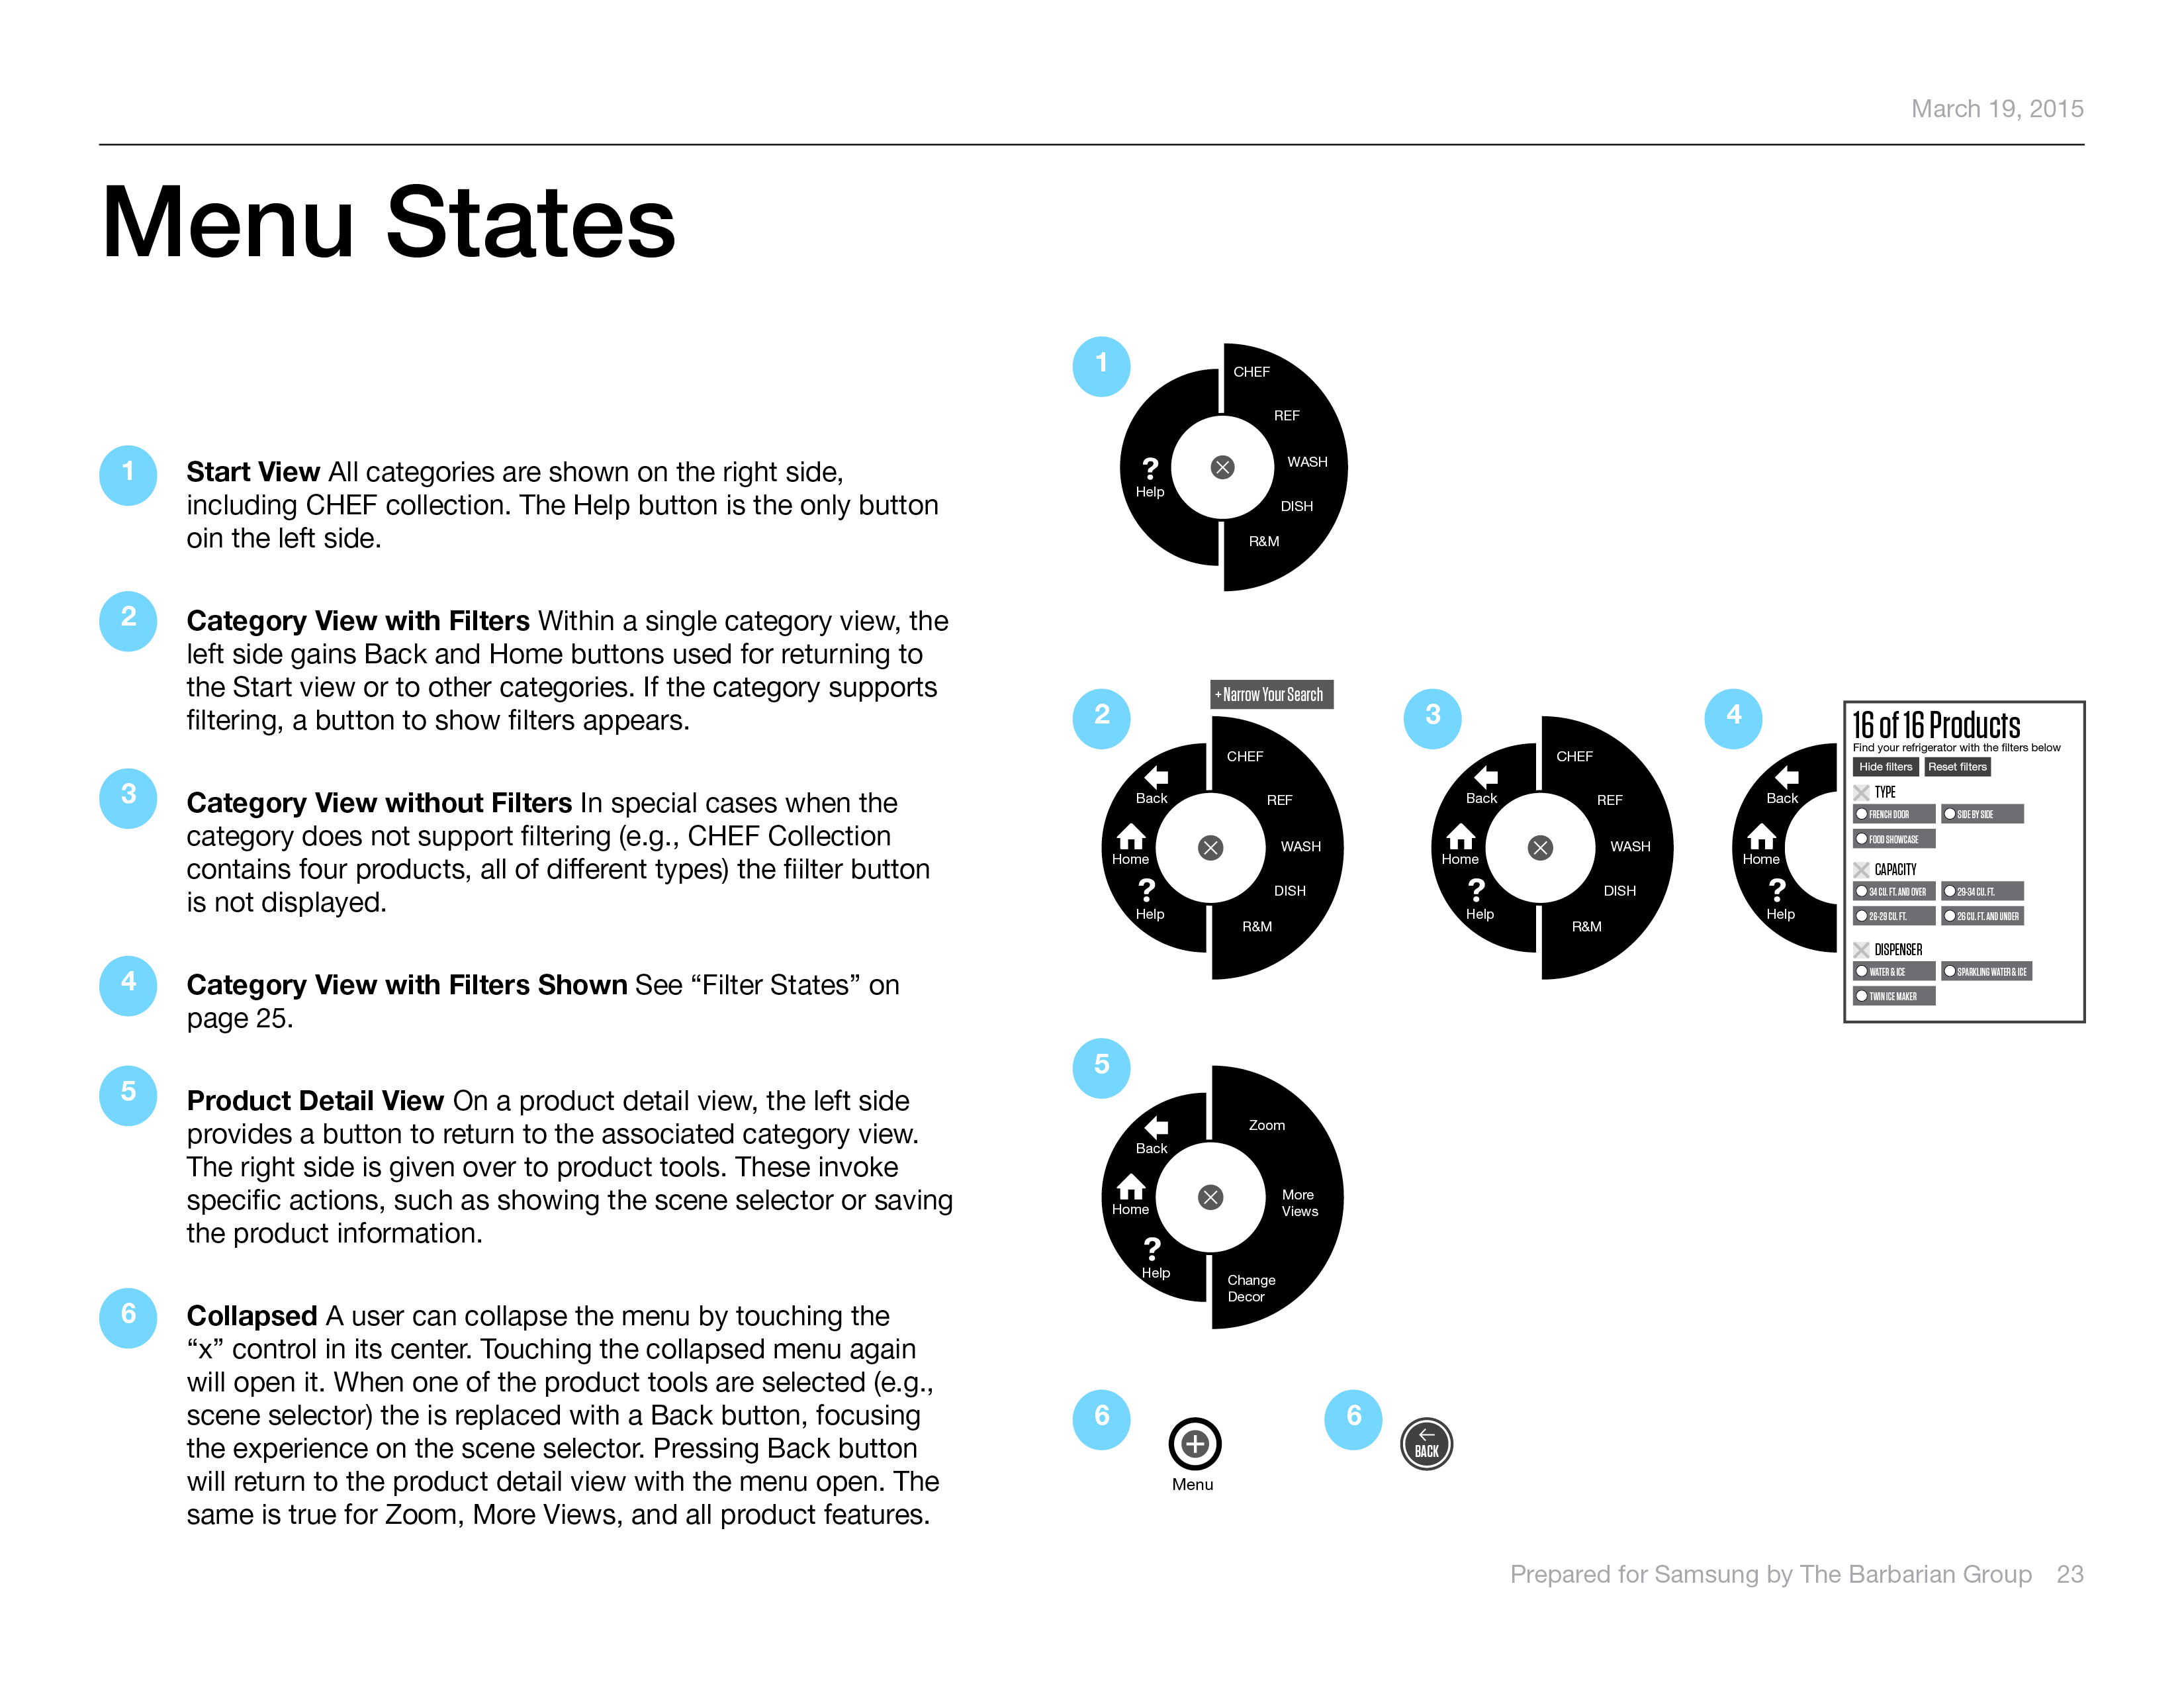 March 19, 2015
Menu States
1
Start View All categories are shown on the right side,
including CHEF collection. The Help button is the only button
oin the left side.
2
Category View with Filters Within a single category view, the
left side gains Back and Home buttons used for returning to
the Start view or to other categories. If the category supports
filtering, a button to show filters appears.
3
Category View without Filters In special cases when the
category does not support filtering (e.g., CHEF Collection
contains four products, all of different types) the fiilter button
is not displayed.
4
Category View with Filters Shown See “Filter States” on
page 25.
5
Product Detail View On a product detail view, the left side
provides a button to return to the associated category view.
The right side is given over to product tools. These invoke
specific actions, such as showing the scene selector or saving
the product information.
6
Collapsed A user can collapse the menu by touching the
“x” control in its center. Touching the collapsed menu again
will open it. When one of the product tools are selected (e.g.,
scene selector) the is replaced with a Back button, focusing
the experience on the scene selector. Pressing Back button
will return to the product detail view with the menu open. The
same is true for Zoom, More Views, and all product features.
1
CHEF
REF
WASH
DISH
R&M
?
Help
2
+ Narrow Your Search
CHEF
REF
WASH
DISH
R&M
Back
Home
?
Help
3
CHEF
REF
WASH
DISH
R&M
Back
Home
?
Help
4
Back
Home
?
Help
16 of 16 Products
Find your refrigerator with the filters below
Hide filters Reset filters
TYPE
FRENCH DOOR SIDE BY SIDE
FOOD SHOWCASE
CAPACITY
34 CU. FT. AND OVER 29-34 CU. FT.
26-29 CU. FT. 26 CU. FT. AND UNDER
DISPENSER
WATER & ICE SPARKLING WATER & ICE
TWIN ICE MAKER
5
Back
Home
?
Help
Zoom
More
Views
Change
Decor
6
Menu
6
BACK
Prepared for Samsung by The Barbarian Group 23